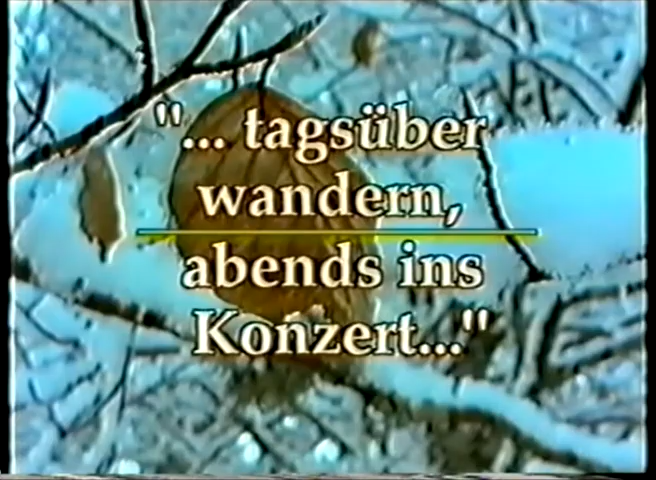 "... tagsüber
wandern,
abends ins
Konzert..."